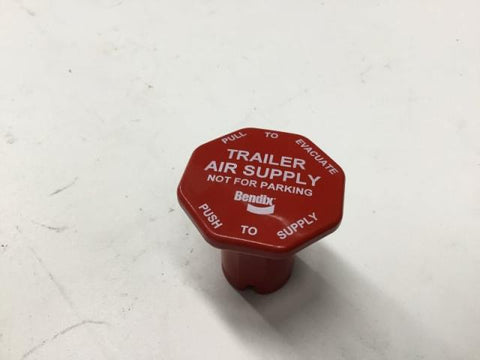 PULL TO EVACUATE
TRAILER
AIR SUPPLY
NOT FOR PARKING
Bendix
PUSH TO SUPPLY